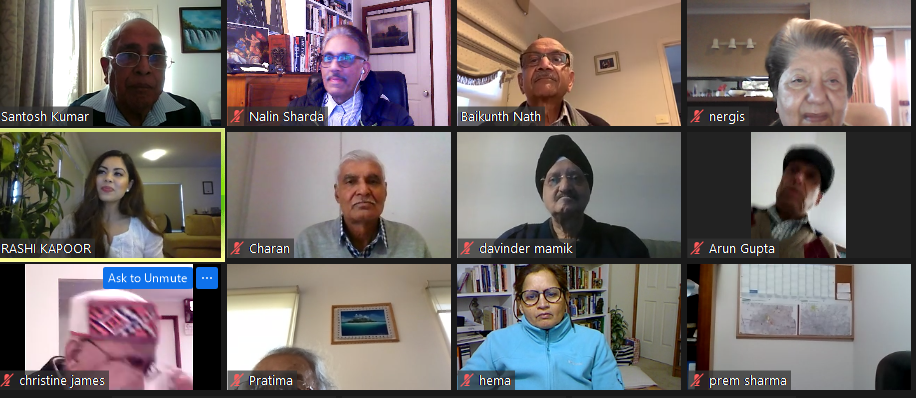 Santosh Kumar
Nalin Sharda
Baikunth Nath
nergis
RASHI KAPOOR
Charan
davinder mamik
Arun Gupta
Ask to Unmute
...
christine james
Pratima
hema
prem sharma